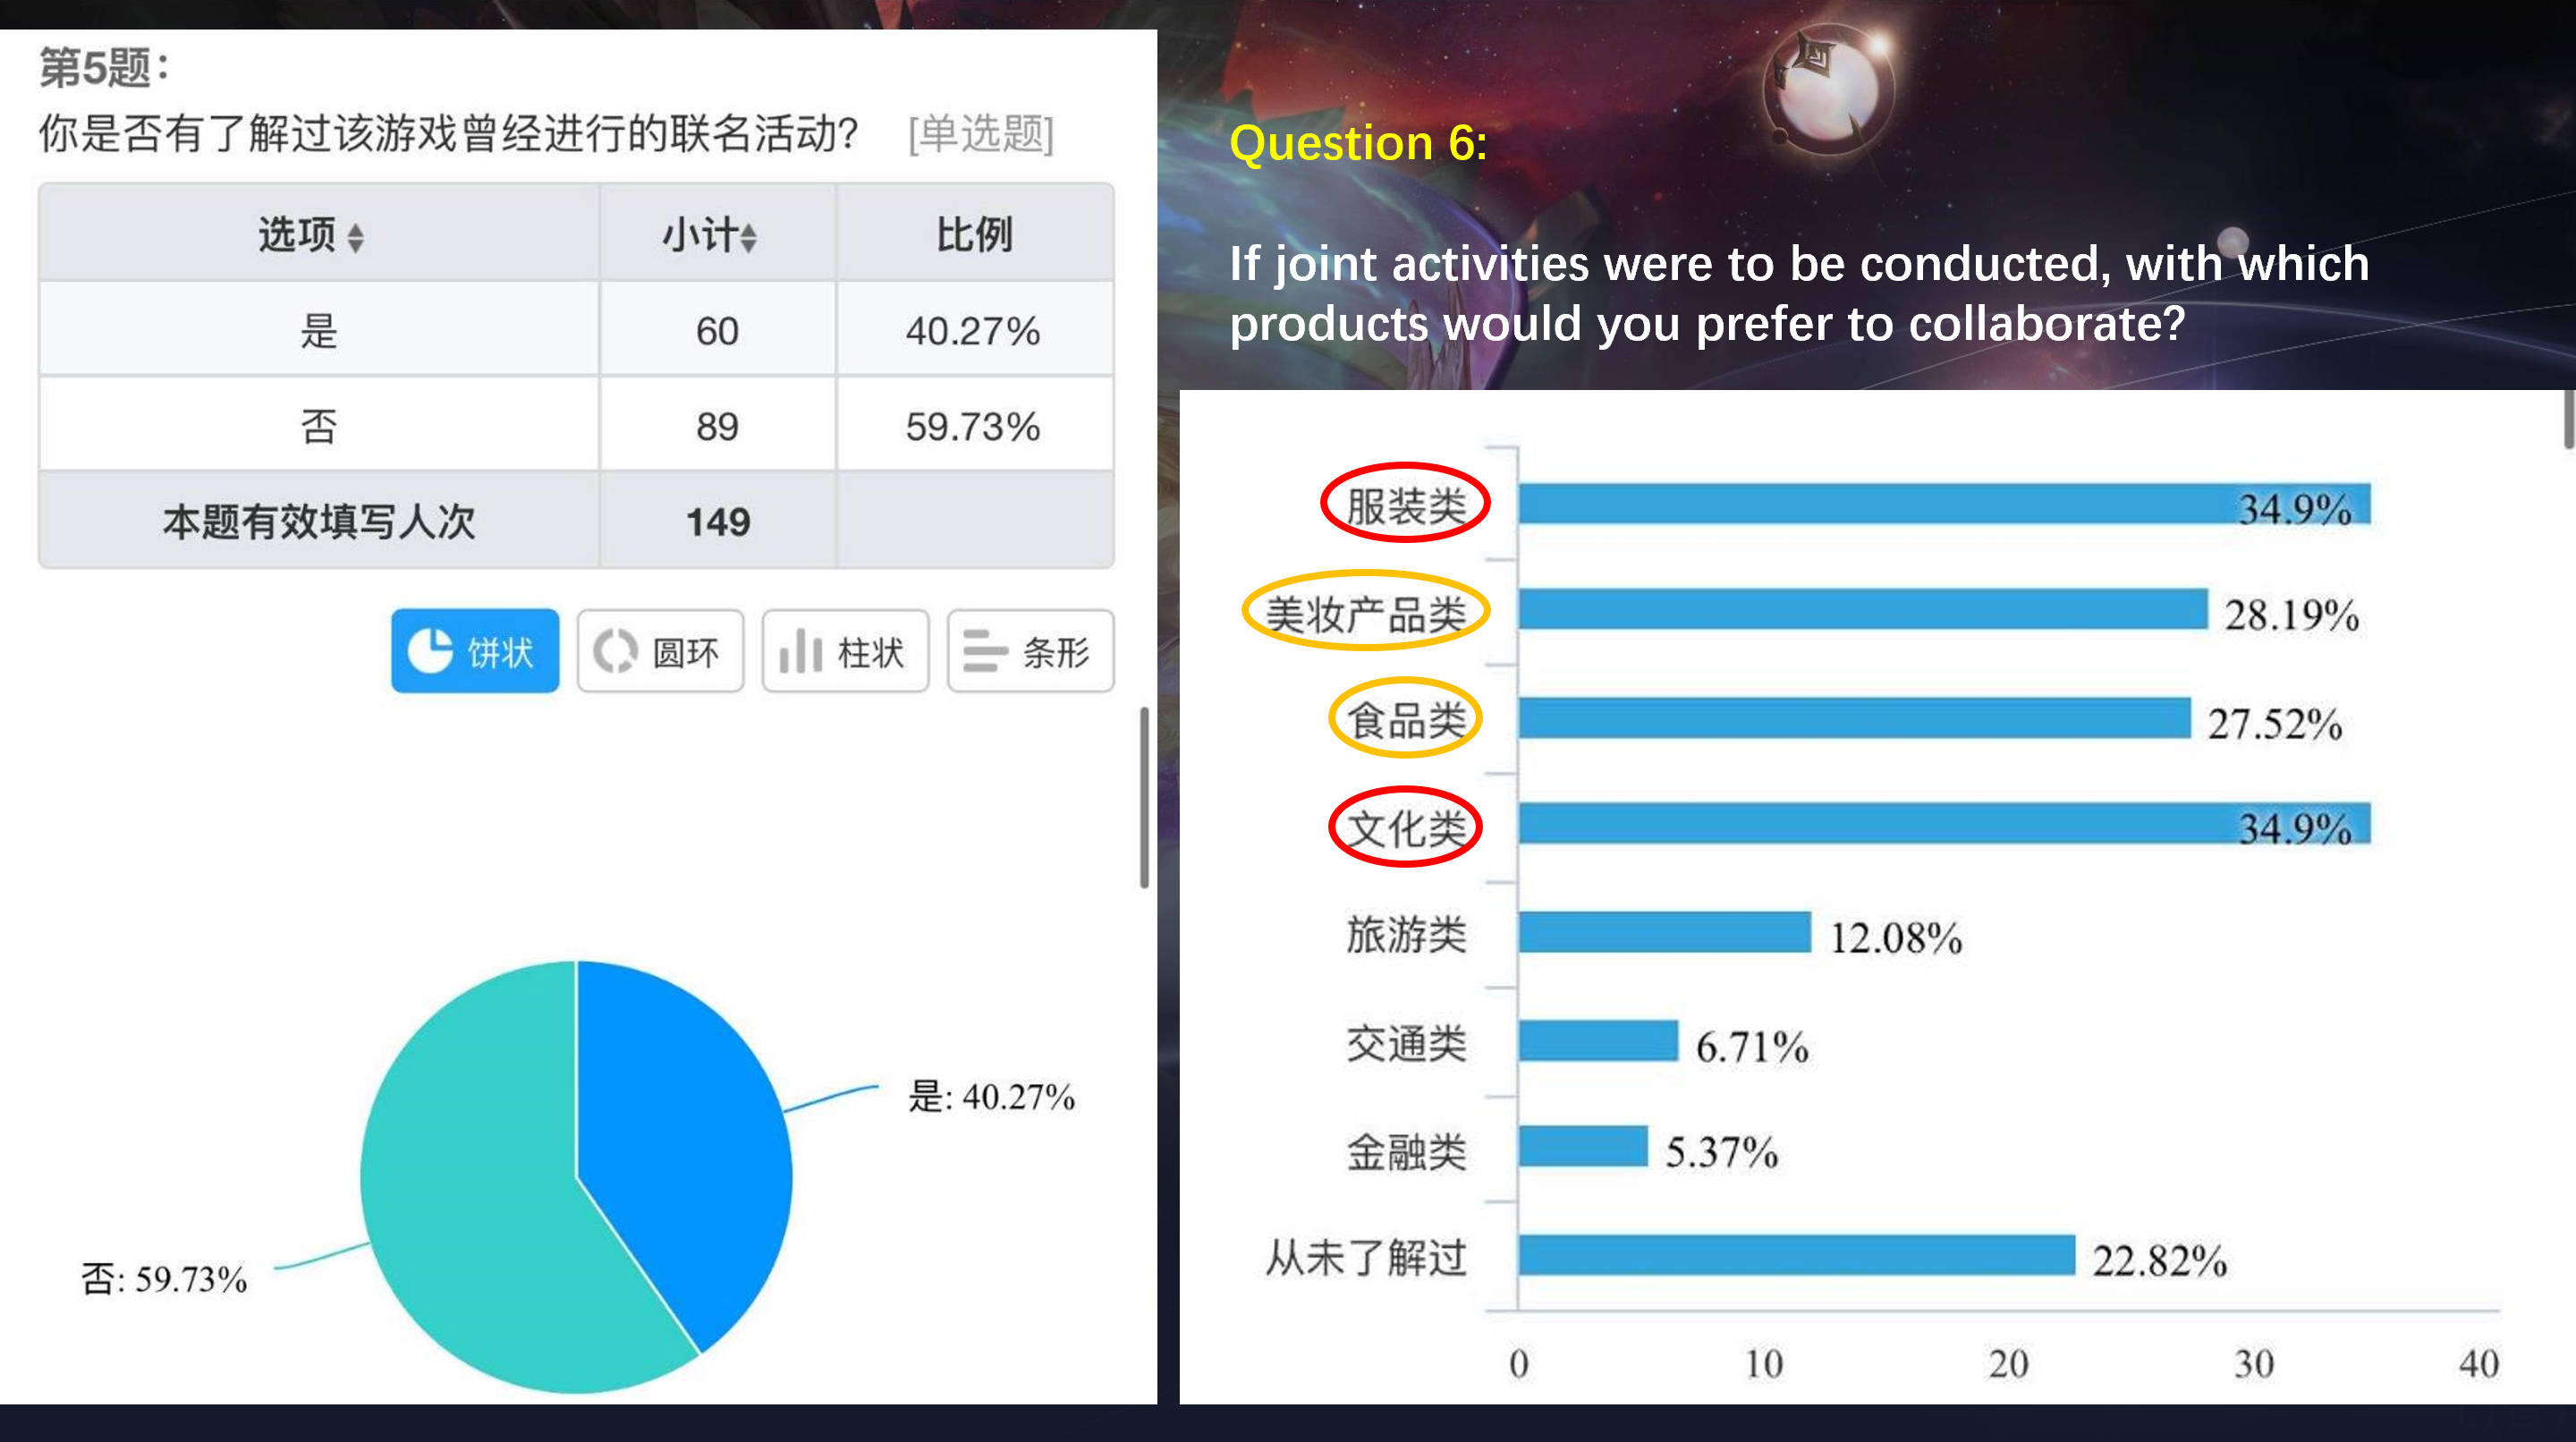 第5题:
你是否有了解过该游戏曾经进行的联名活动? [单选题]
选项 小计 比例
是 60 40.27%
否 89 59.73%
本题有效填写人次 149
饼状 圆环 柱状 条形
是: 40.27%
否: 59.73%
Question 6:
If joint activities were to be conducted, with which
products would you prefer to collaborate?
服装类 34.9%
美妆产品类 28.19%
食品类 27.52%
文化类 34.9%
旅游类 12.08%
交通类 6.71%
金融类 5.37%
从未了解过 22.82%
0 10 20 30 40